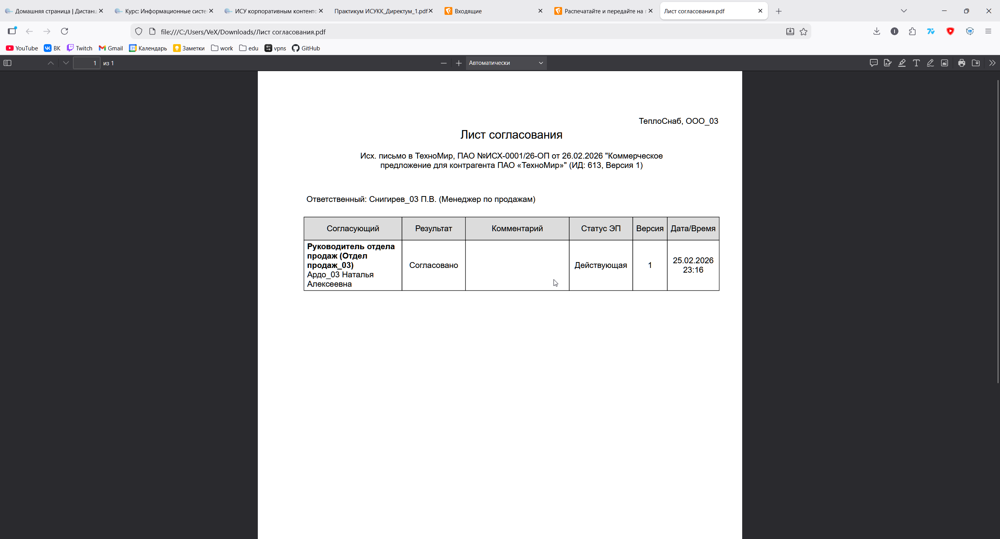 Домашняя страница | Дистанц
Курс: Информационные систе
ИСУ корпоративным контенто
Практикум ИСУКК_Директум_1.pdf
Входящие
Распечатайте и передайте на п
Лист согласования.pdf
file:///C:/Users/VeX/Downloads/Лист согласования.pdf
YouTube
ВК
Twitch
Gmail
31
Календарь
Заметки
work
edu
vpns
GitHub
1
из 1
Автоматически
ТеплоСнаб, ООО_03
Лист согласования
Исх. письмо в ТехноМир, ПАО №ИСХ-0001/26-ОП от 26.02.2026 "Коммерческое
предложение для контрагента ПАО «ТехноМир»" (ИД: 613, Версия 1)
Ответственный: Снигирев_03 П.В. (Менеджер по продажам)
Согласующий
Результат
Комментарий
Статус ЭП
Версия
Дата/Время
Руководитель отдела
продаж (Отдел
продаж_03)
Ардо_03 Наталья
Алексеевна
Согласовано
Действующая
1
25.02.2026
23:16